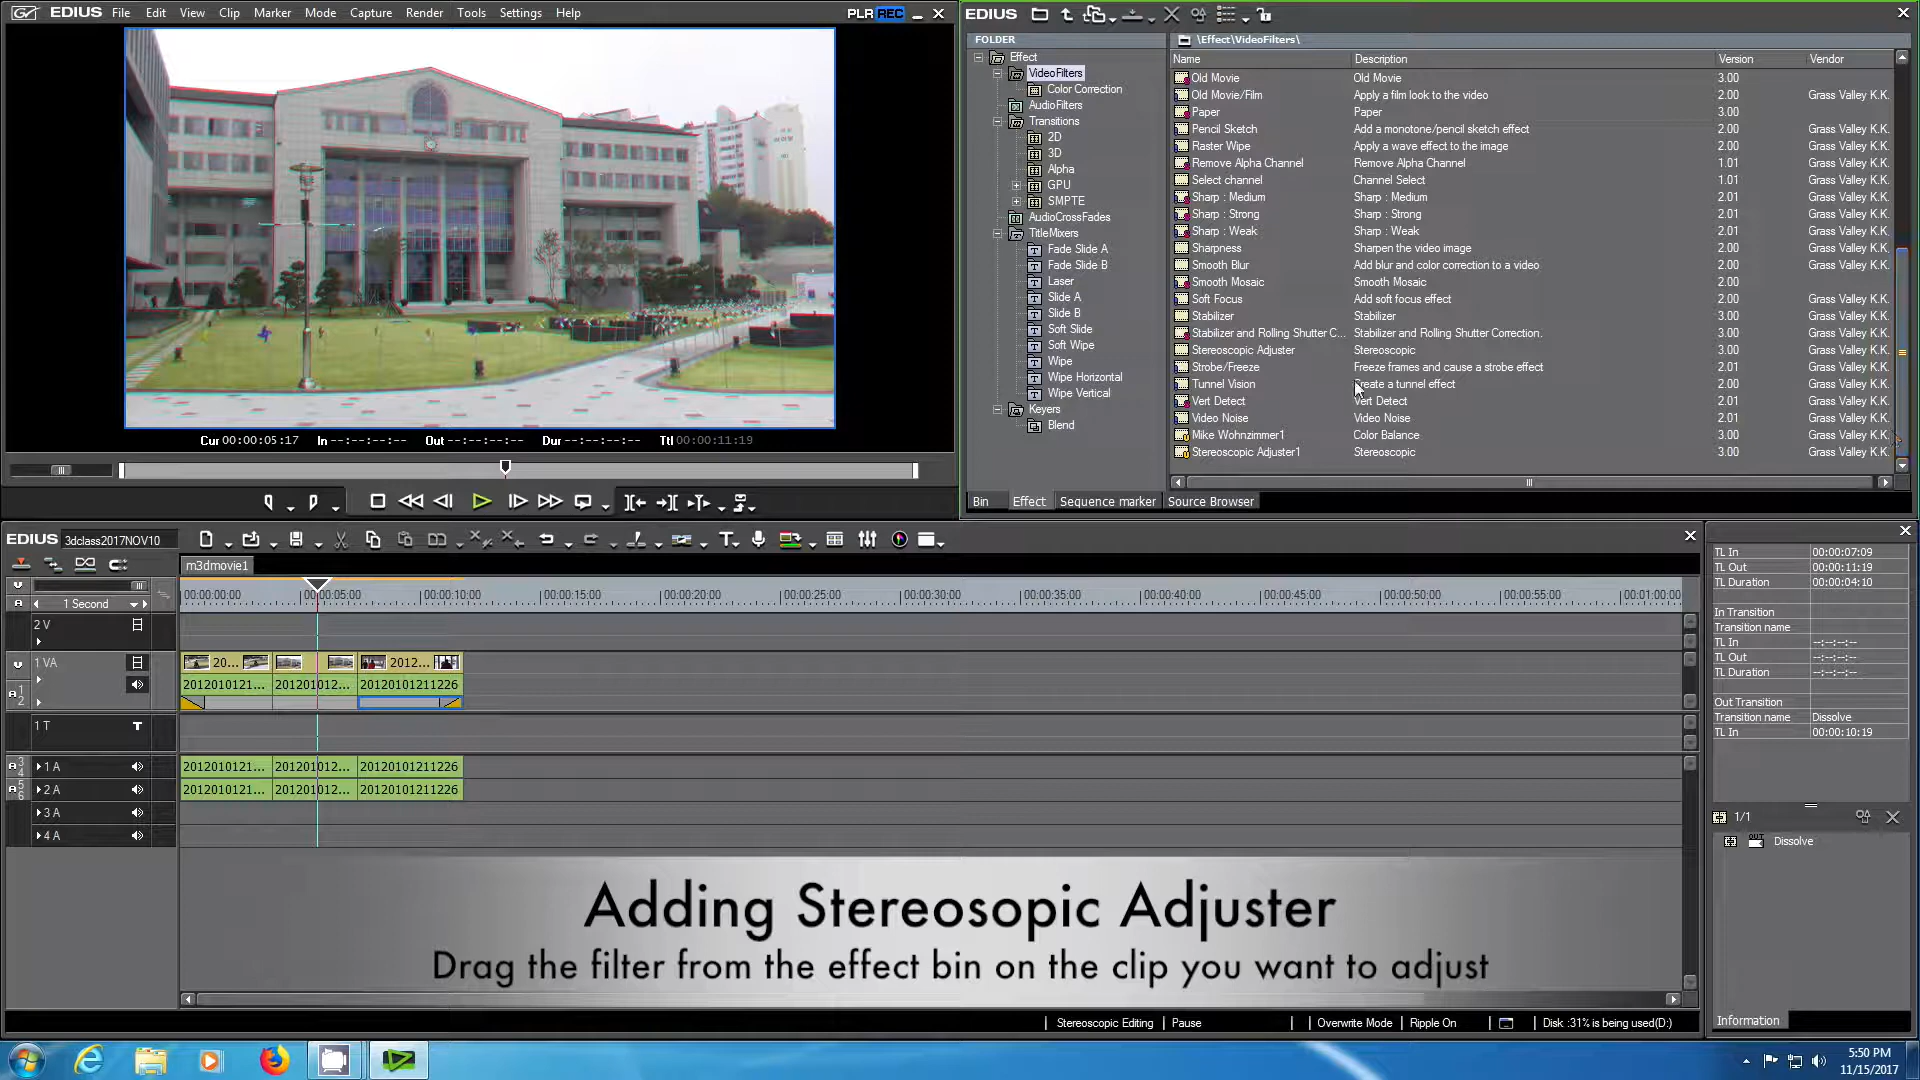 EDIUS File Edit View Clip Marker Mode Capture Render Tools Settings Help
PLR REC
Cur 00:00:05:17 In --:--:--:-- Out --:--:--:-- Dur --:--:--:-- Ttl 00:00:11:19
EDIUS
FOLDER
Effect
VideoFilters
Color Correction
AudioFilters
Transitions
2D
3D
Alpha
GPU
SMPTE
AudioCrossFades
TitleMixers
Fade Slide A
Fade Slide B
Laser
Slide A
Slide B
Soft Slide
Soft Wipe
Wipe
Wipe Horizontal
Wipe Vertical
Keyers
Blend
\Effect\VideoFilters\
Name Description Version Vendor
Old Movie Old Movie 3.00
Old Movie/Film Apply a film look to the video 2.00 Grass Valley K.K.
Paper Paper 3.00
Pencil Sketch Add a monotone/pencil sketch effect 2.00 Grass Valley K.K.
Raster Wipe Apply a wave effect to the image 2.00 Grass Valley K.K.
Remove Alpha Channel Remove Alpha Channel 1.01 Grass Valley K.K.
Select channel Channel Select 1.01 Grass Valley K.K.
Sharp : Medium Sharp : Medium 2.01 Grass Valley K.K.
Sharp : Strong Sharp : Strong 2.01 Grass Valley K.K.
Sharp : Weak Sharp : Weak 2.01 Grass Valley K.K.
Sharpness Sharpen the video image 2.00 Grass Valley K.K.
Smooth Blur Add blur and color correction to a video 2.00 Grass Valley K.K.
Smooth Mosaic Smooth Mosaic 2.00
Soft Focus Add soft focus effect 2.00 Grass Valley K.K.
Stabilizer Stabilizer 3.00 Grass Valley K.K.
Stabilizer and Rolling Shutter C... Stabilizer and Rolling Shutter Correction. 3.00 Grass Valley K.K.
Stereoscopic Adjuster Stereoscopic 3.00 Grass Valley K.K.
Strobe/Freeze Freeze frames and cause a strobe effect 2.01 Grass Valley K.K.
Tunnel Vision Create a tunnel effect 2.00 Grass Valley K.K.
Vert Detect Vert Detect 2.01 Grass Valley K.K.
Video Noise Video Noise 2.01 Grass Valley K.K.
Mike Wohnzimmer1 Color Balance 3.00 Grass Valley K.K.
Stereoscopic Adjuster1 Stereoscopic 3.00 Grass Valley K.K.
Bin Effect Sequence marker Source Browser
EDIUS 3dclass2017NOV10
m3dmovie1
1 Second
00:00:00:00 00:00:05:00 00:00:10:00 00:00:15:00 00:00:20:00 00:00:25:00 00:00:30:00 00:00:35:00 00:00:40:00 00:00:45:00 00:00:50:00 00:00:55:00 00:01:00:00
2 V
1 VA 20... 2012...
1 2 2012010121... 201201012... 20120101211226
1 T T
3 4 1 A 2012010121... 201201012... 20120101211226
5 6 2 A 2012010121... 201201012... 20120101211226
3 A
4 A
Adding Stereosopic Adjuster
Drag the filter from the effect bin on the clip you want to adjust
Stereoscopic Editing Pause Overwrite Mode Ripple On Disk :31% is being used(D:)
TL In 00:00:07:09
TL Out 00:00:11:19
TL Duration 00:00:04:10
In Transition
Transition name
TL In --:--:--:--
TL Out --:--:--:--
TL Duration --:--:--:--
Out Transition
Transition name Dissolve
TL In 00:00:10:19
1/1
OUT Dissolve
Information
5:50 PM
11/15/2017